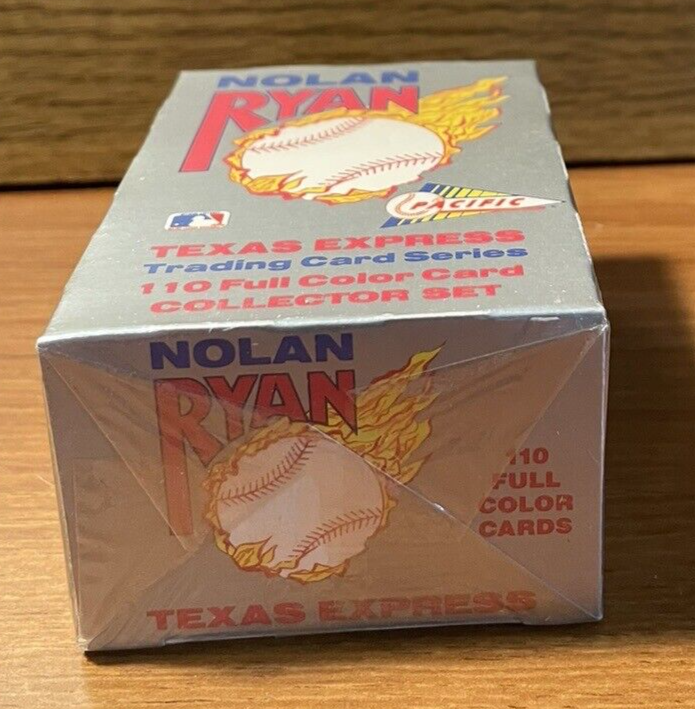 NOLAN
RYAN
PACIFIC
TEXAS EXPRESS
Trading Card Series
110 Full Color Card
COLLECTOR SET
NOLAN
RYAN
110
FULL
COLOR
CARDS
TEXAS EXPRESS